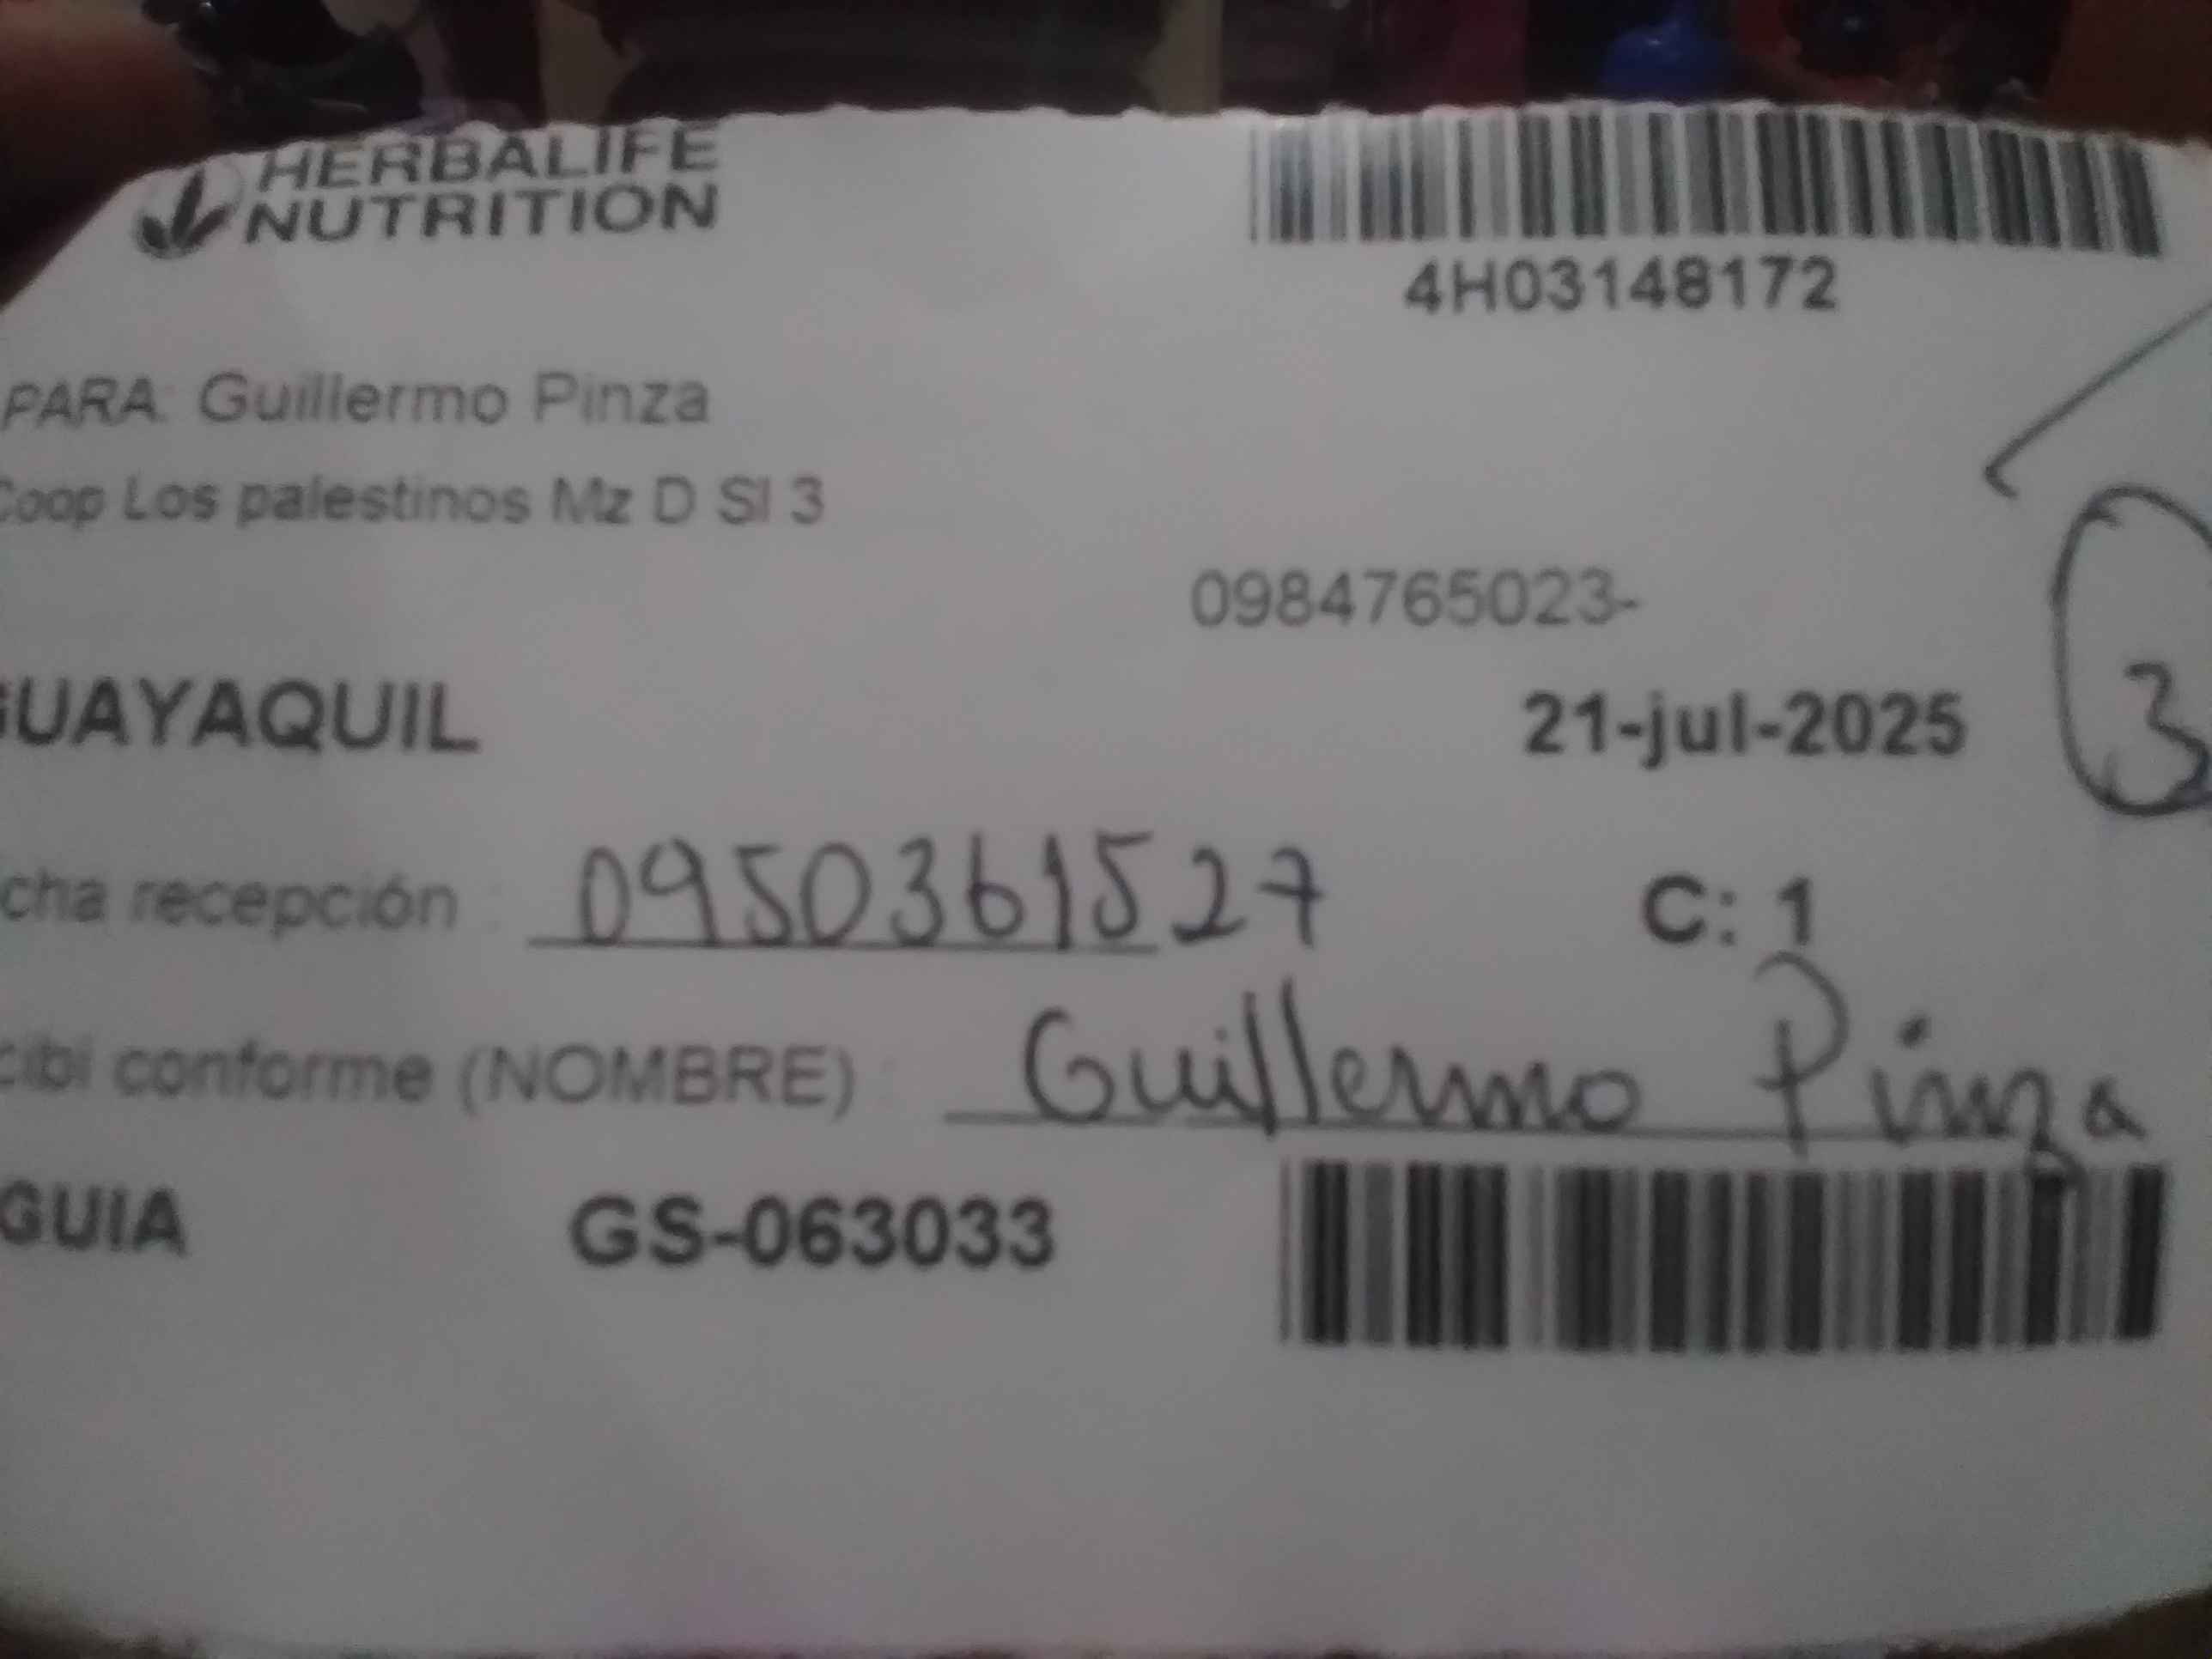 HERBALIFE
NUTRITION
4H03148172
PARA: Guillermo Pinza
Coop Los palestinos Mz D Sl 3
0984765023-
GUAYAQUIL
21-jul-2025
3
cha recepción : 0950361527
C: 1
cibi conforme (NOMBRE) : Guillermo Pinza
GUIA GS-063033